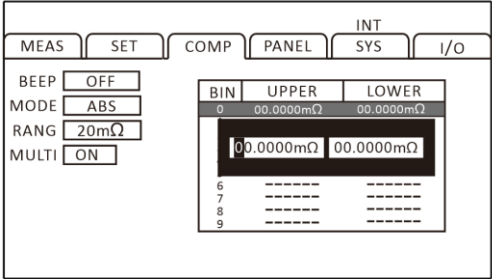 INT
MEAS SET COMP PANEL SYS I/O
BEEP OFF
MODE ABS
RANG 20mΩ
MULTI ON
BIN UPPER LOWER
0 00.0000mΩ 00.0000mΩ
00.0000mΩ 00.0000mΩ
6 ------ ------
7 ------ ------
8 ------ ------
9 ------ ------